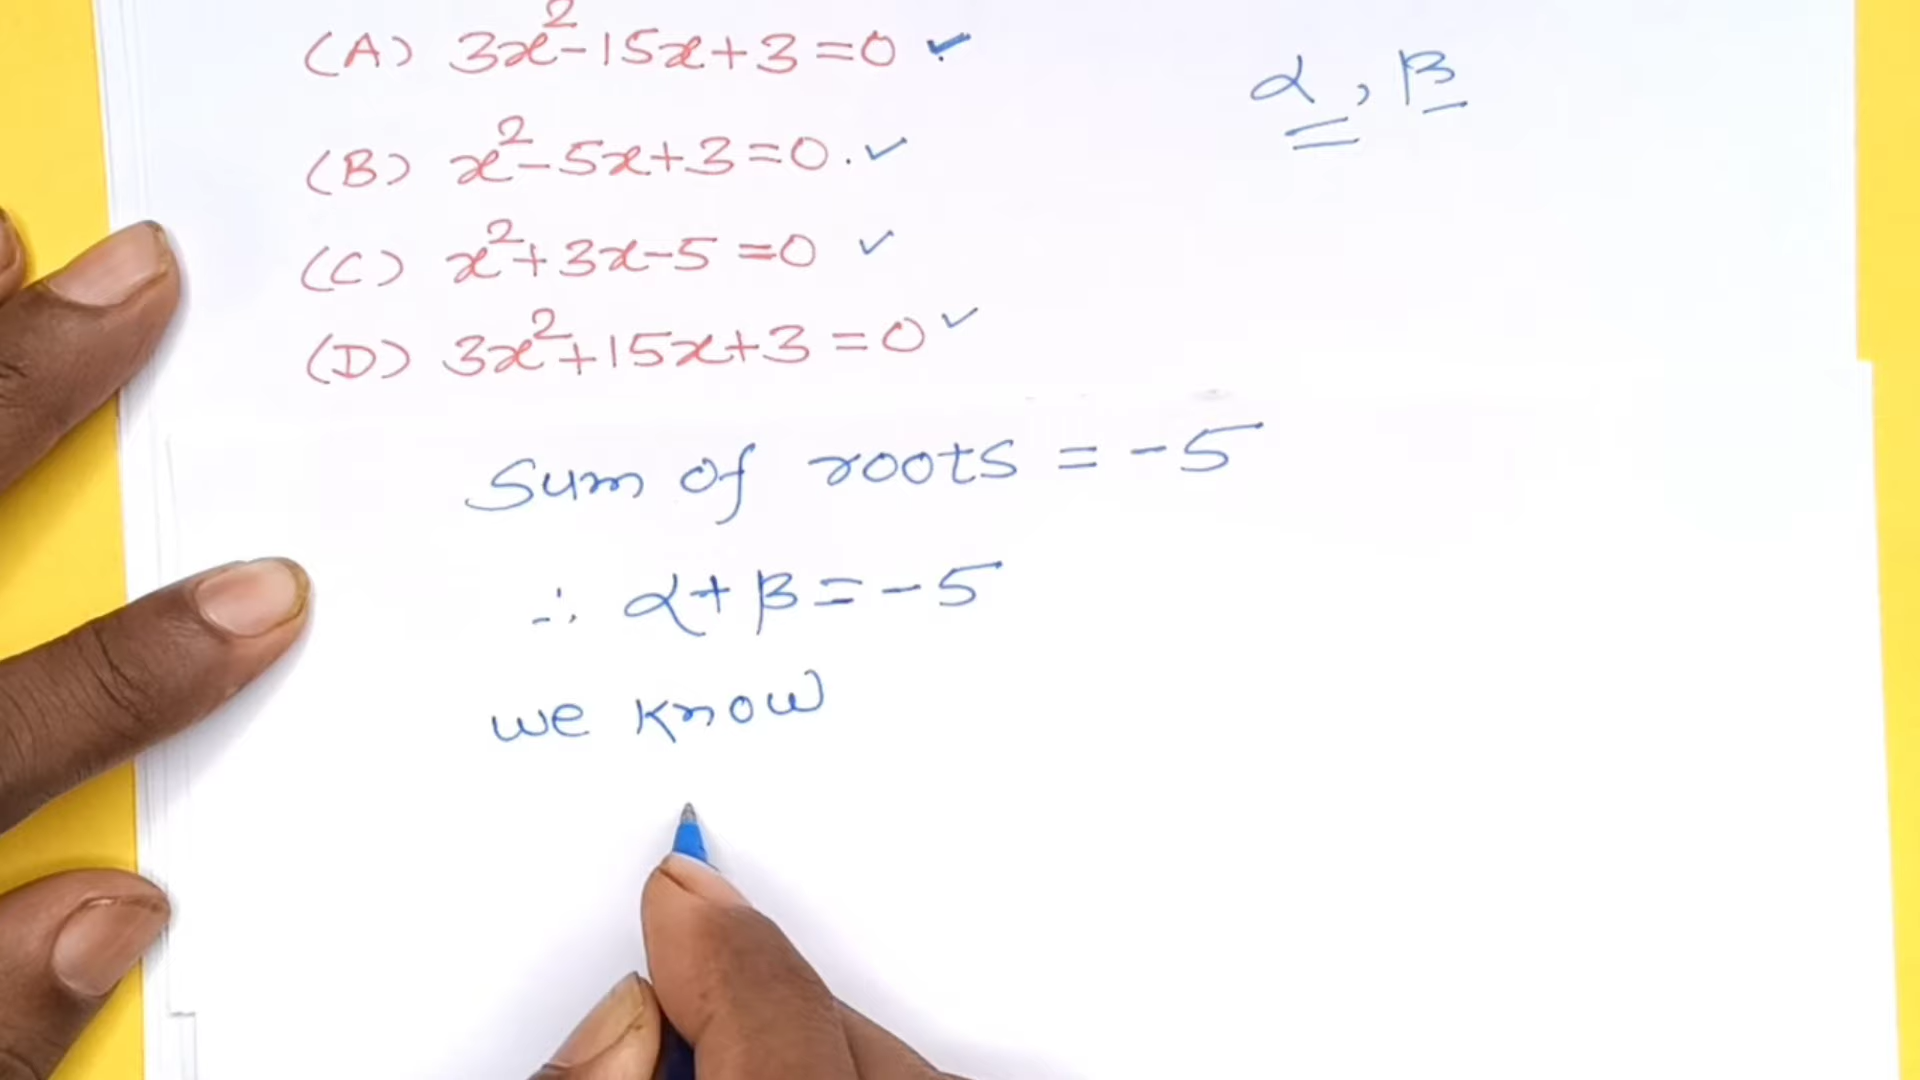 (A) 3x²-15x+3=0 ✓
α, β
(B) x²-5x+3=0. ✓
(C) x²+3x-5=0 ✓
(D) 3x²+15x+3=0 ✓
Sum of roots = -5
∴ α+β=-5
we know